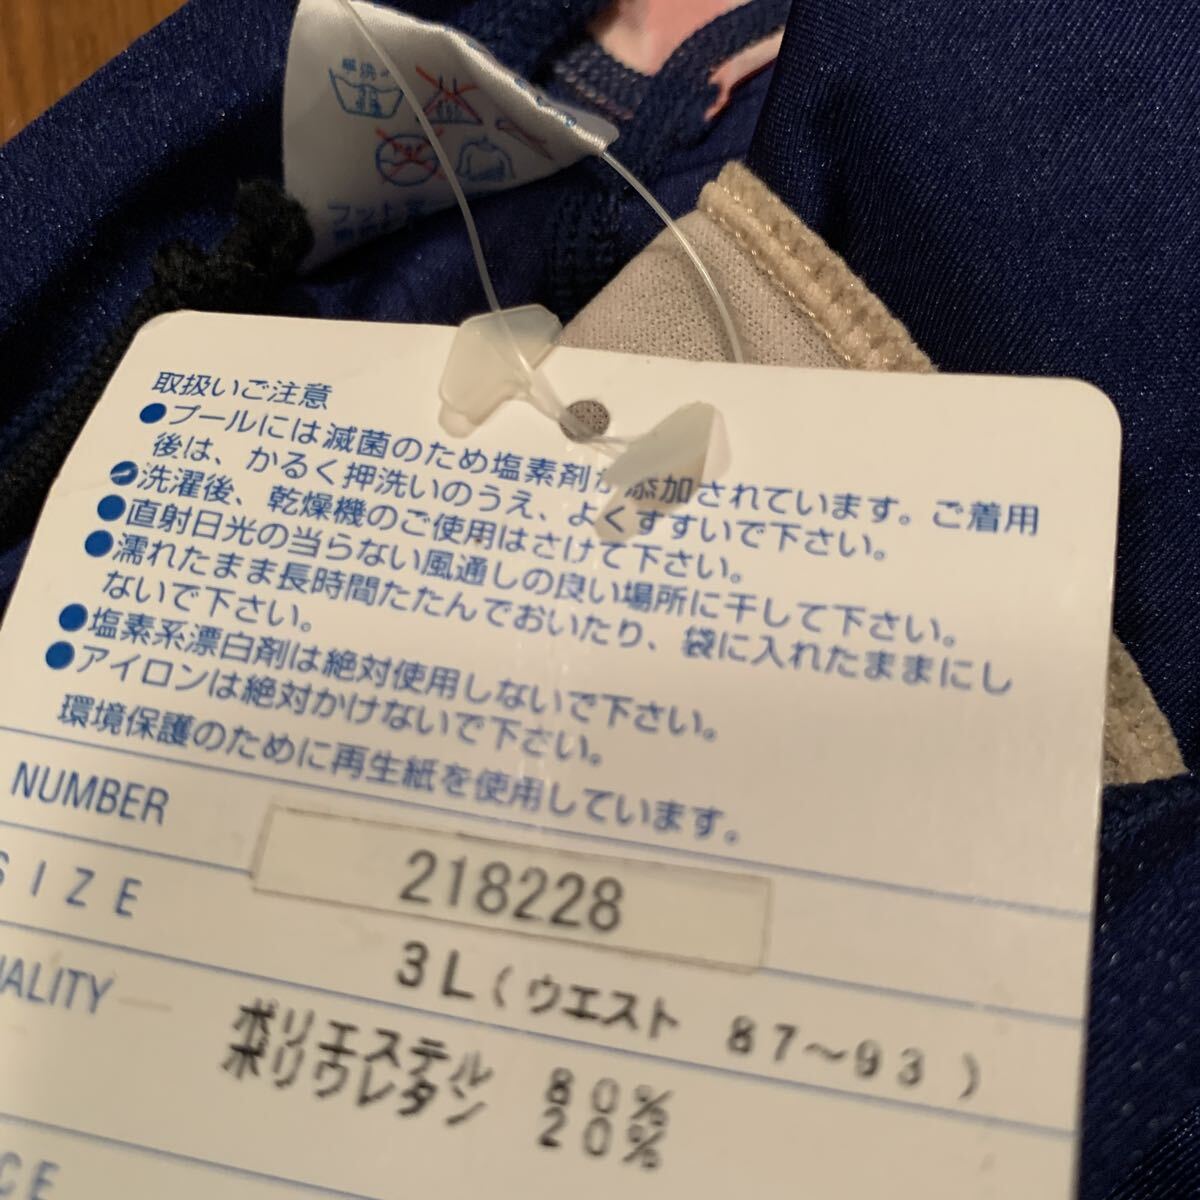 手洗イ
取扱いご注意
●プールには滅菌のため塩素剤が添加されています。ご着用
後は、かるく押洗いのうえ、よくすすいで下さい。
●洗濯後、乾燥機のご使用はさけて下さい。
●直射日光の当らない風通しの良い場所に干して下さい。
●濡れたまま長時間たたんでおいたり、袋に入れたままにし
ないで下さい。
●塩素系漂白剤は絶対使用しないで下さい。
●アイロンは絶対かけないで下さい。
環境保護のために再生紙を使用しています。
NUMBER 218228
SIZE 3L(ウエスト 87〜93)
UALITY ポリエステル 80%
ポリウレタン 20%
CE